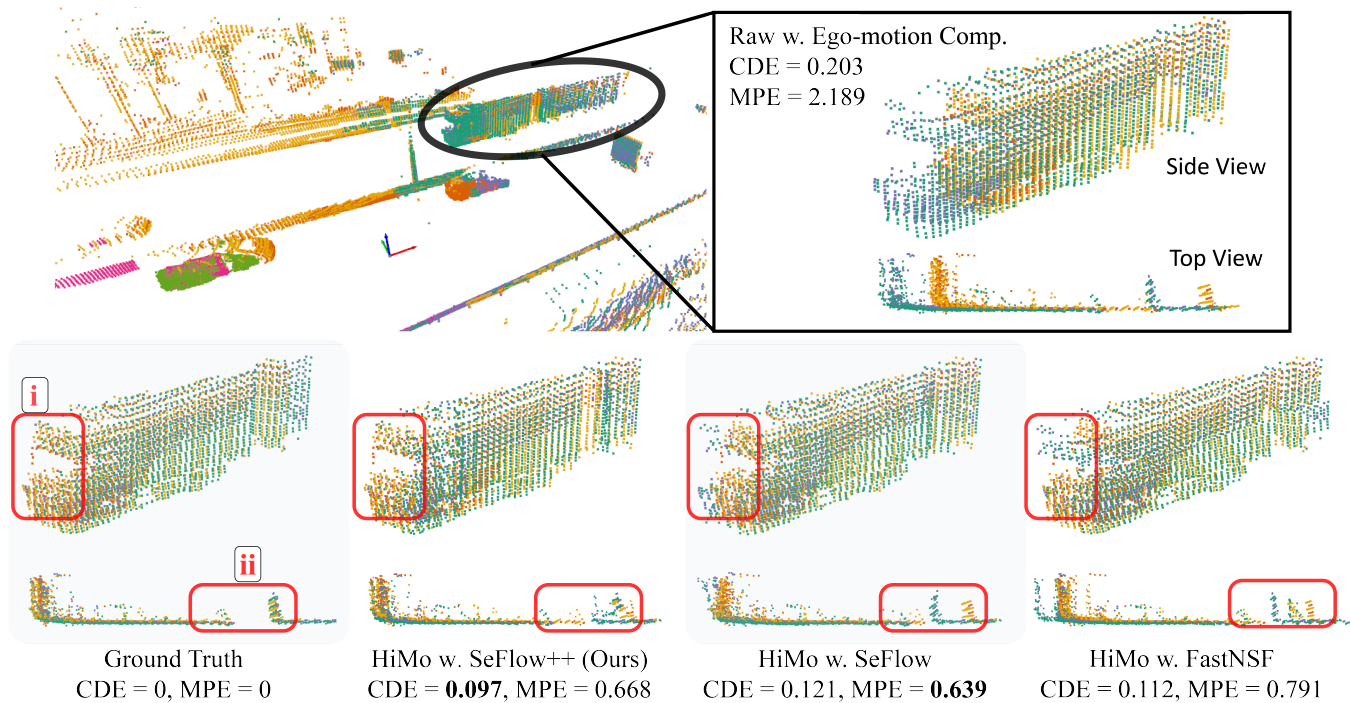 Raw w. Ego-motion Comp.
CDE = 0.203
MPE = 2.189
Side View
Top View
i
ii
Ground Truth
CDE = 0, MPE = 0
HiMo w. SeFlow++ (Ours)
CDE = 0.097, MPE = 0.668
HiMo w. SeFlow
CDE = 0.121, MPE = 0.639
HiMo w. FastNSF
CDE = 0.112, MPE = 0.791